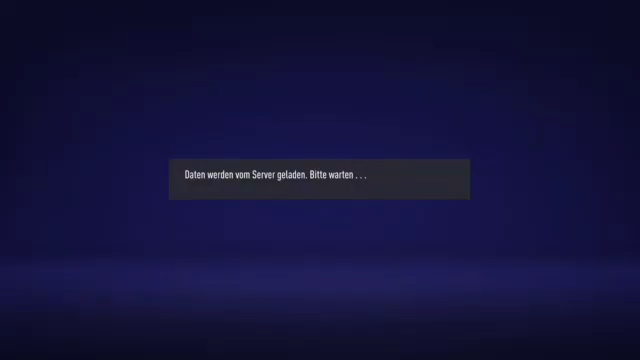 Daten werden vom Server geladen. Bitte warten . . .